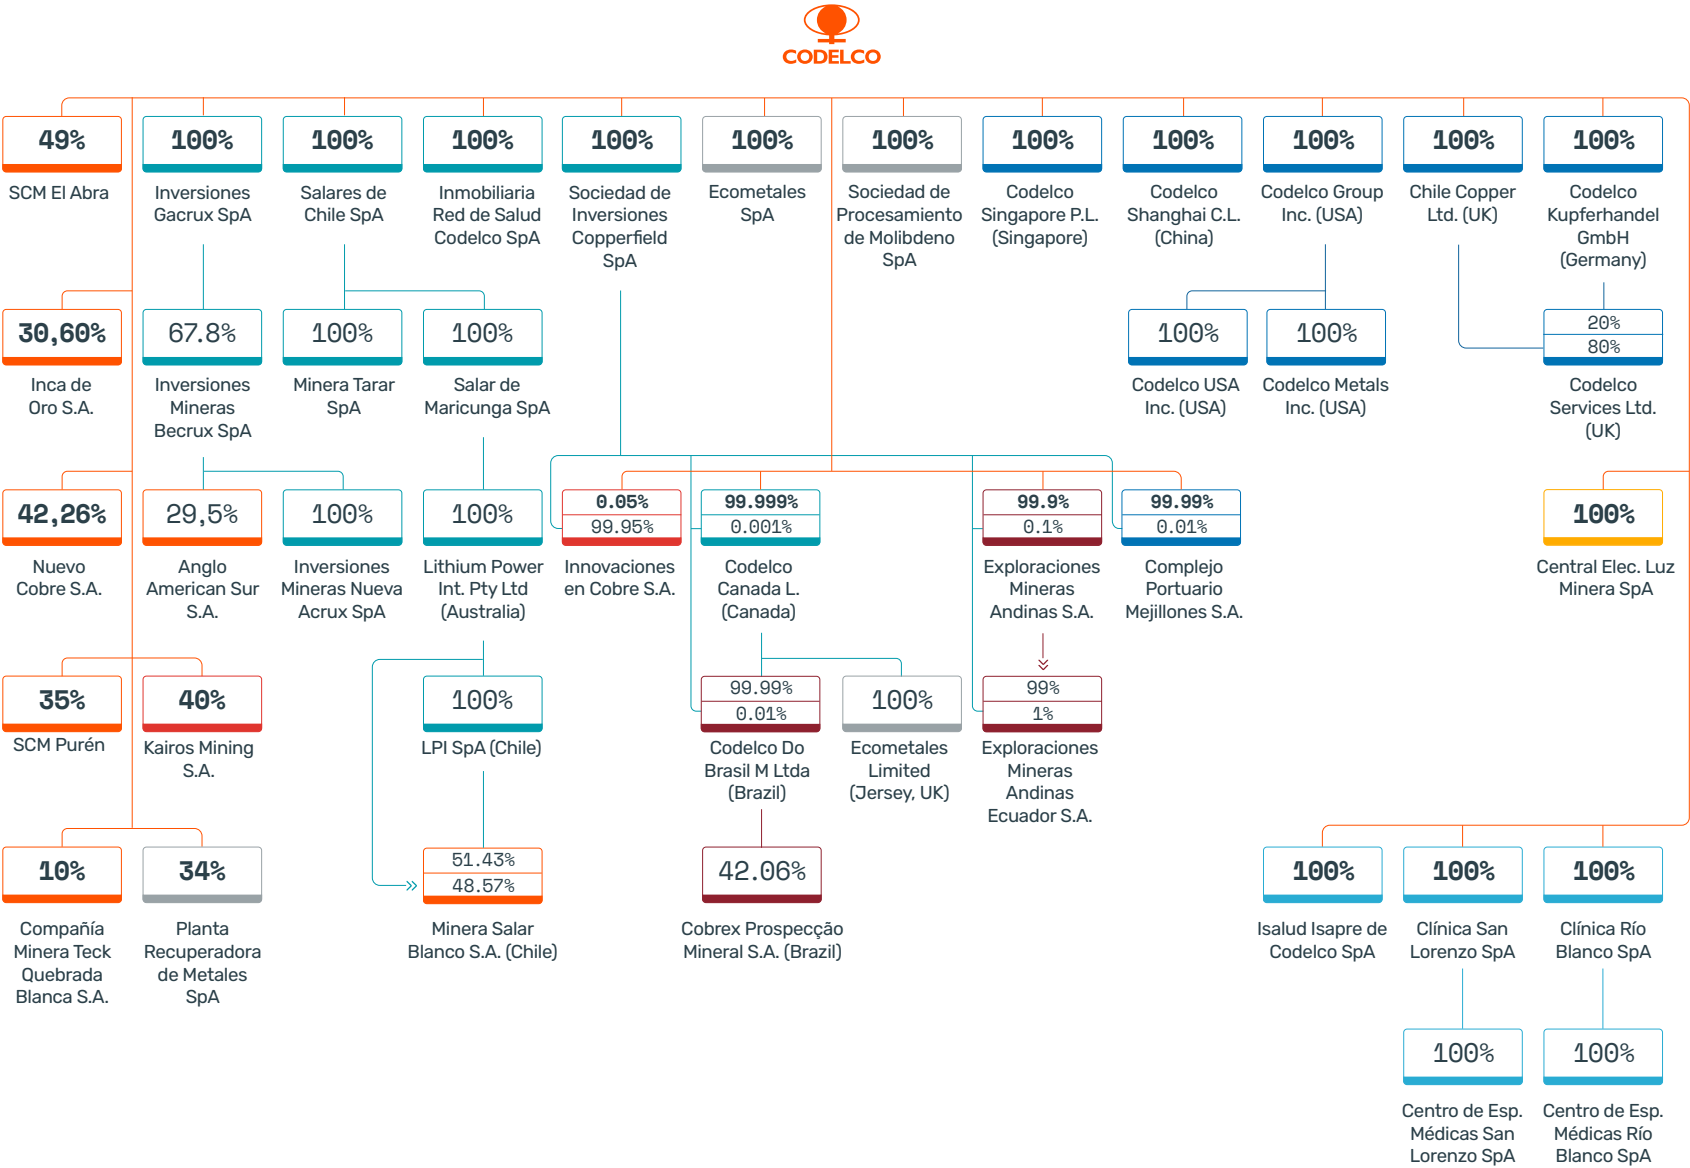 CODELCO
49%
SCM El Abra
100%
Inversiones
Gacrux SpA
100%
Salares de
Chile SpA
100%
Inmobiliaria
Red de Salud
Codelco SpA
100%
Sociedad de
Inversiones
Copperfield
SpA
100%
Ecometales
SpA
100%
Sociedad de
Procesamiento
de Molibdeno
SpA
100%
Codelco
Singapore P.L.
(Singapore)
100%
Codelco
Shanghai C.L.
(China)
100%
Codelco Group
Inc. (USA)
100%
Chile Copper
Ltd. (UK)
100%
Codelco
Kupferhandel
GmbH
(Germany)
30,60%
Inca de
Oro S.A.
67.8%
Inversiones
Mineras
Becrux SpA
100%
Minera Tarar
SpA
100%
Salar de
Maricunga SpA
100%
Codelco USA
Inc. (USA)
100%
Codelco Metals
Inc. (USA)
20%
80%
Codelco
Services Ltd.
(UK)
42,26%
Nuevo
Cobre S.A.
29,5%
Anglo
American Sur
S.A.
100%
Inversiones
Mineras Nueva
Acrux SpA
100%
Lithium Power
Int. Pty Ltd
(Australia)
0.05%
99.95%
Innovaciones
en Cobre S.A.
99.999%
0.001%
Codelco
Canada L.
(Canada)
99.9%
0.1%
Exploraciones
Mineras
Andinas S.A.
99.99%
0.01%
Complejo
Portuario
Mejillones S.A.
100%
Central Elec. Luz
Minera SpA
35%
SCM Purén
40%
Kairos Mining
S.A.
100%
LPI SpA (Chile)
99.99%
0.01%
Codelco Do
Brasil M Ltda
(Brazil)
100%
Ecometales
Limited
(Jersey, UK)
99%
1%
Exploraciones
Mineras
Andinas
Ecuador S.A.
10%
Compañía
Minera Teck
Quebrada
Blanca S.A.
34%
Planta
Recuperadora
de Metales
SpA
51.43%
48.57%
Minera Salar
Blanco S.A. (Chile)
42.06%
Cobrex Prospecção
Mineral S.A. (Brazil)
100%
Isalud Isapre de
Codelco SpA
100%
Clínica San
Lorenzo SpA
100%
Clínica Río
Blanco SpA
100%
Centro de Esp.
Médicas San
Lorenzo SpA
100%
Centro de Esp.
Médicas Río
Blanco SpA